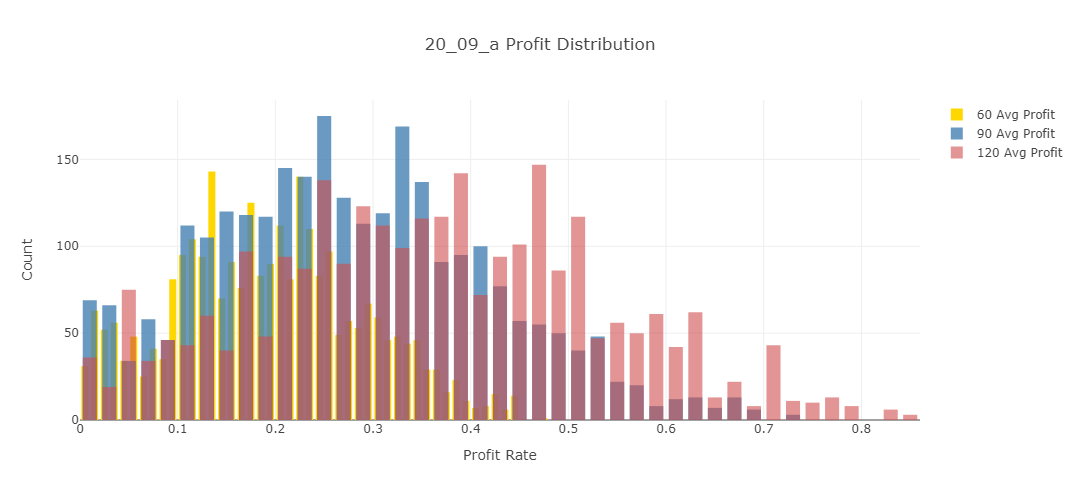 20_09_a Profit Distribution
60 Avg Profit
90 Avg Profit
120 Avg Profit
Count
150
100
50
0
0 0.1 0.2 0.3 0.4 0.5 0.6 0.7 0.8
Profit Rate